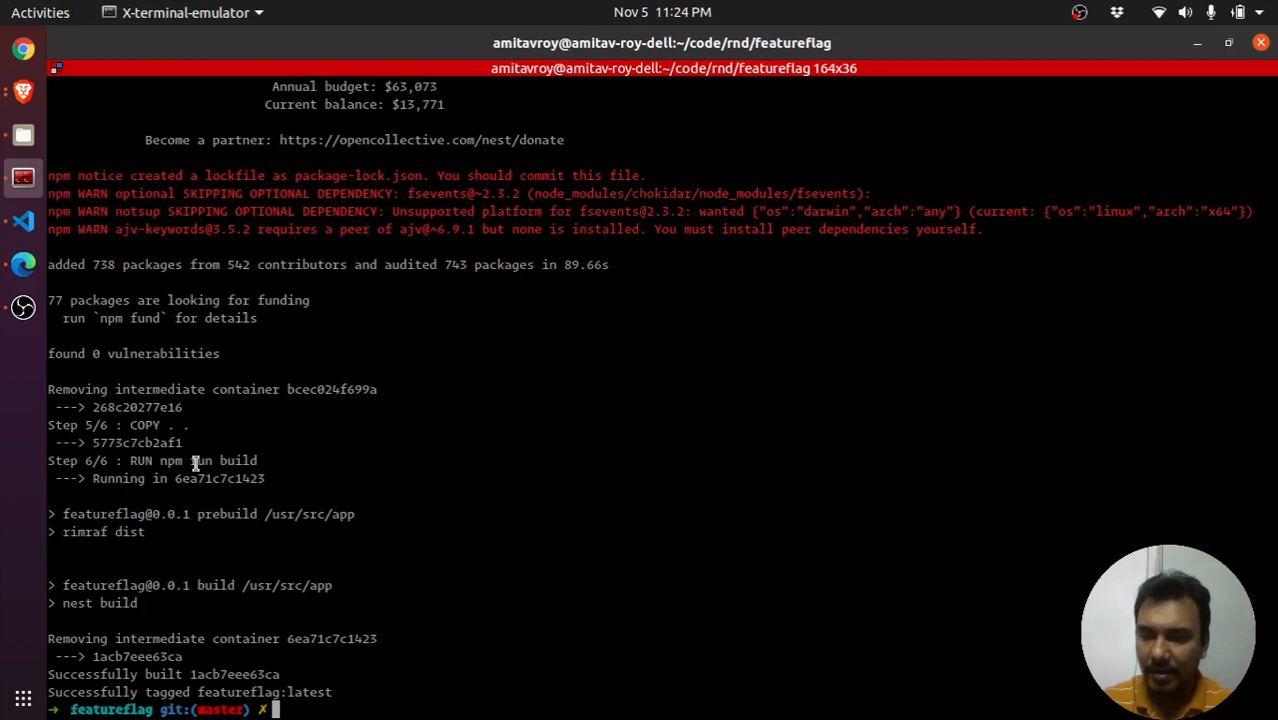 Activities
X-terminal-emulator
Nov 5 11:24 PM
amitavroy@amitav-roy-dell:~/code/rnd/featureflag
amitavroy@amitav-roy-dell:~/code/rnd/featureflag 164x36
Annual budget: $63,073
Current balance: $13,771
Become a partner: https://opencollective.com/nest/donate
npm notice created a lockfile as package-lock.json. You should commit this file.
npm WARN optional SKIPPING OPTIONAL DEPENDENCY: fsevents@~2.3.2 (node_modules/chokidar/node_modules/fsevents):
npm WARN notsup SKIPPING OPTIONAL DEPENDENCY: Unsupported platform for fsevents@2.3.2: wanted {"os":"darwin","arch":"any"} (current: {"os":"linux","arch":"x64"})
npm WARN ajv-keywords@3.5.2 requires a peer of ajv@^6.9.1 but none is installed. You must install peer dependencies yourself.
added 738 packages from 542 contributors and audited 743 packages in 89.66s
77 packages are looking for funding
run `npm fund` for details
found 0 vulnerabilities
Removing intermediate container bcec024f699a
---> 268c20277e16
Step 5/6 : COPY . .
---> 5773c7cb2af1
Step 6/6 : RUN npm run build
---> Running in 6ea71c7c1423
> featureflag@0.0.1 prebuild /usr/src/app
> rimraf dist
> featureflag@0.0.1 build /usr/src/app
> nest build
Removing intermediate container 6ea71c7c1423
---> 1acb7eee63ca
Successfully built 1acb7eee63ca
Successfully tagged featureflag:latest
→ featureflag git:(master) ✗